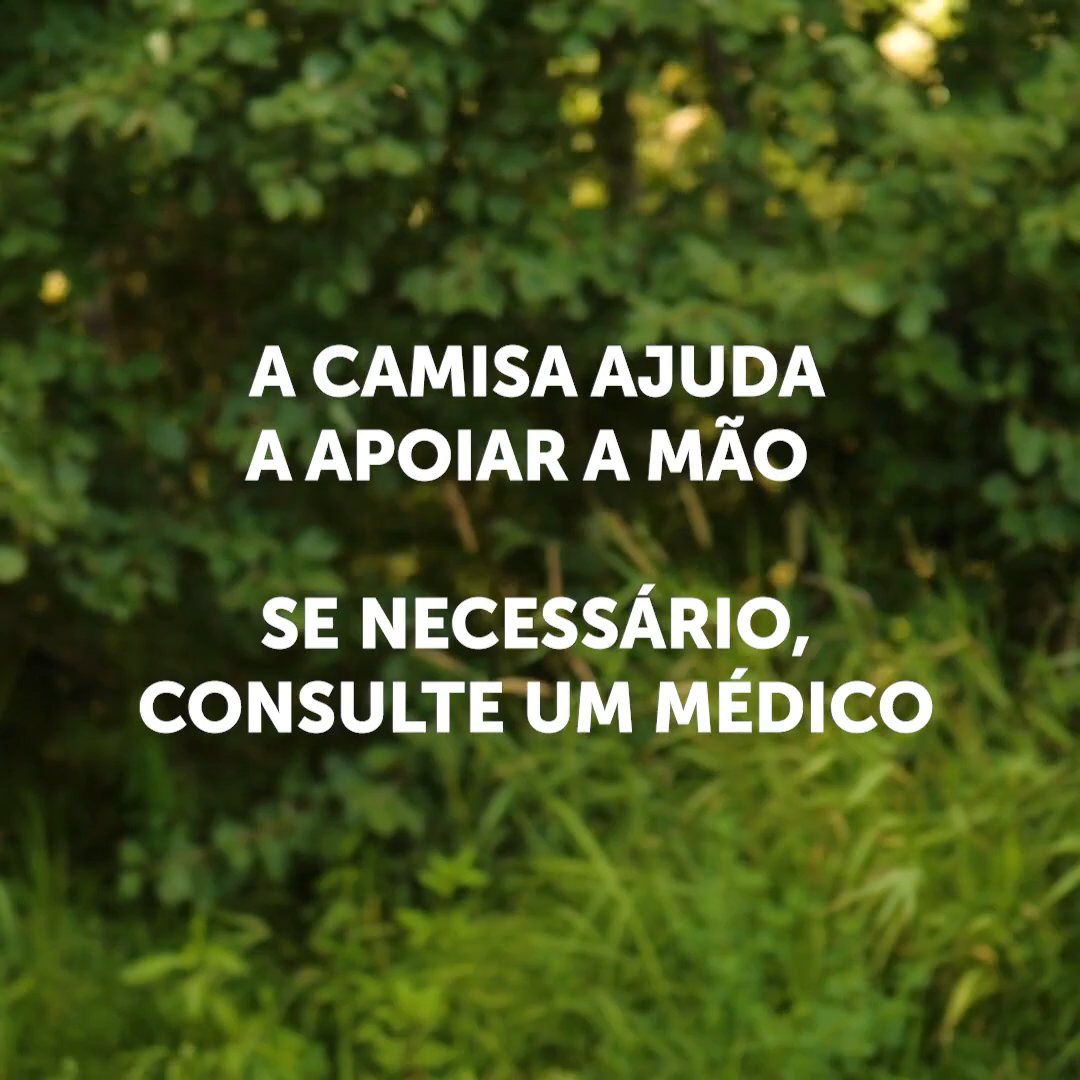 A CAMISA AJUDA
A APOIAR A MÃO
SE NECESSÁRIO,
CONSULTE UM MÉDICO